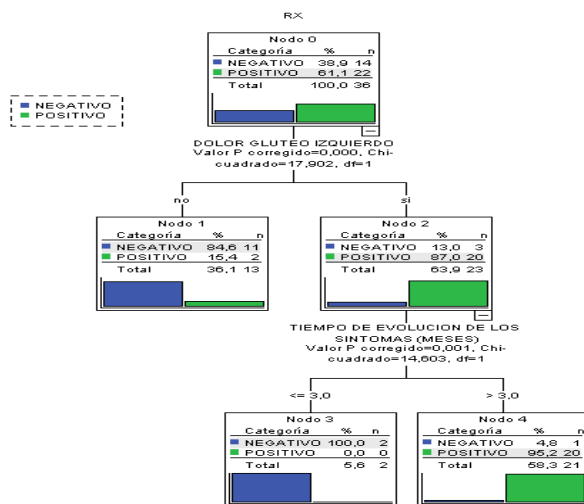 RX
NEGATIVO
POSITIVO
Nodo 0
Categoría % n
NEGATIVO 38,9 14
POSITIVO 61,1 22
Total 100,0 36
DOLOR GLUTEO IZQUIERDO
Valor P corregido=0,000, Chi-
cuadrado=17,902, df=1
no
si
Nodo 1
Categoría % n
NEGATIVO 84,6 11
POSITIVO 15,4 2
Total 36,1 13
Nodo 2
Categoría % n
NEGATIVO 13,0 3
POSITIVO 87,0 20
Total 63,9 23
TIEMPO DE EVOLUCION DE LOS
SINTOMAS (MESES)
Valor P corregido=0,001, Chi-
cuadrado=14,603, df=1
<= 3,0
> 3,0
Nodo 3
Categoría % n
NEGATIVO 100,0 2
POSITIVO 0,0 0
Total 5,6 2
Nodo 4
Categoría % n
NEGATIVO 4,8 1
POSITIVO 95,2 20
Total 58,3 21